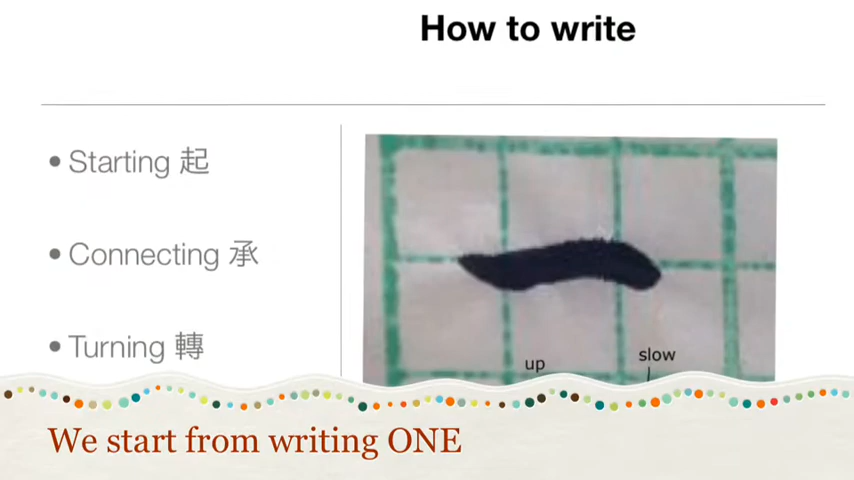 How to write
• Starting 起
• Connecting 承
• Turning 轉
up
slow
We start from writing ONE